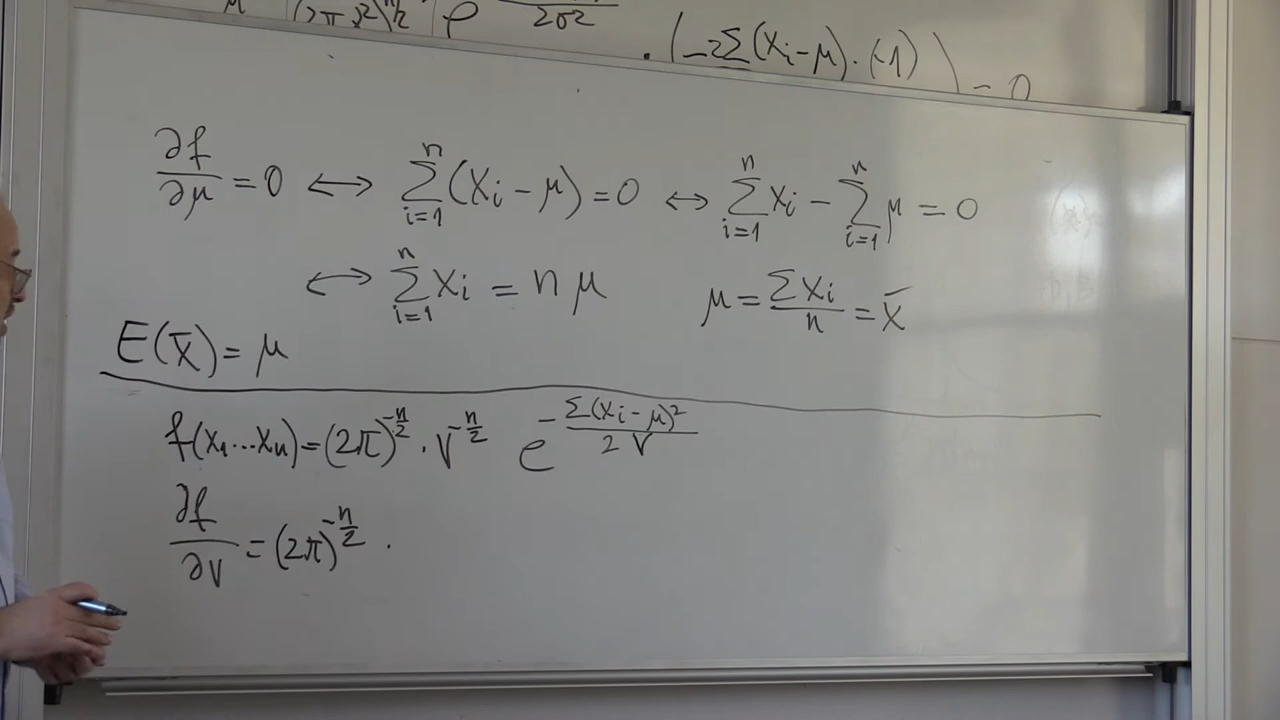 2σ²
· (-2Σ(xᵢ-μ)·(-1)) = 0
∂f/∂μ = 0 ↔ Σᵢ₌₁ⁿ (xᵢ - μ) = 0 ↔ Σᵢ₌₁ⁿ xᵢ - Σᵢ₌₁ⁿ μ = 0
↔ Σᵢ₌₁ⁿ xᵢ = n μ    μ = Σxᵢ/n = x̄
E(x̄) = μ
f(x₁...xₙ) = (2π)^(-n/2) · V^(-n/2) e^(-Σ(xᵢ-μ)²/(2V))
∂f/∂V = (2π)^(-n/2) ·